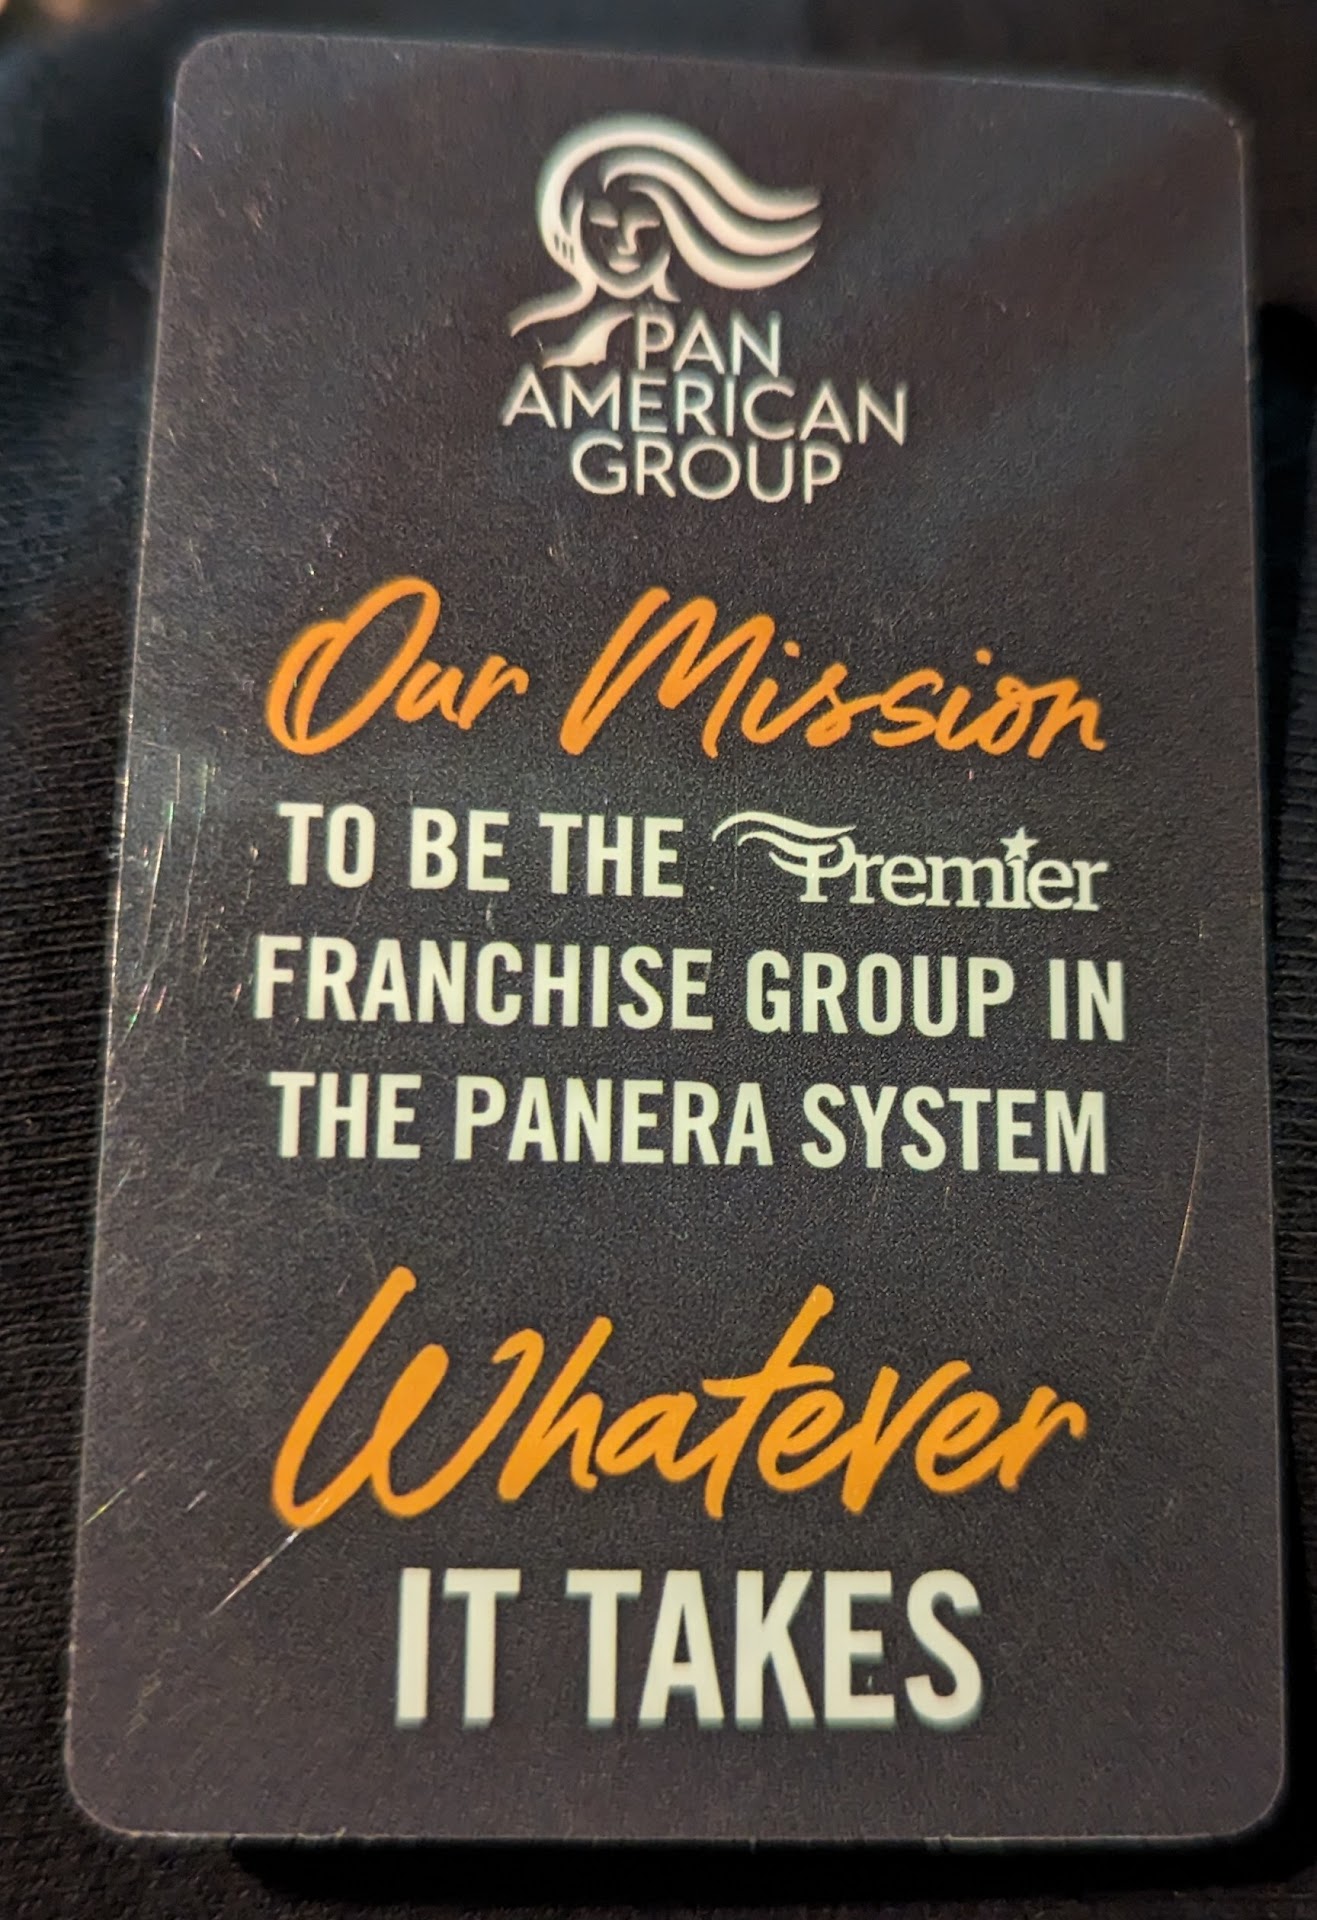 PAN
AMERICAN
GROUP
Our Mission
TO BE THE Premier
FRANCHISE GROUP IN
THE PANERA SYSTEM
Whatever
IT TAKES